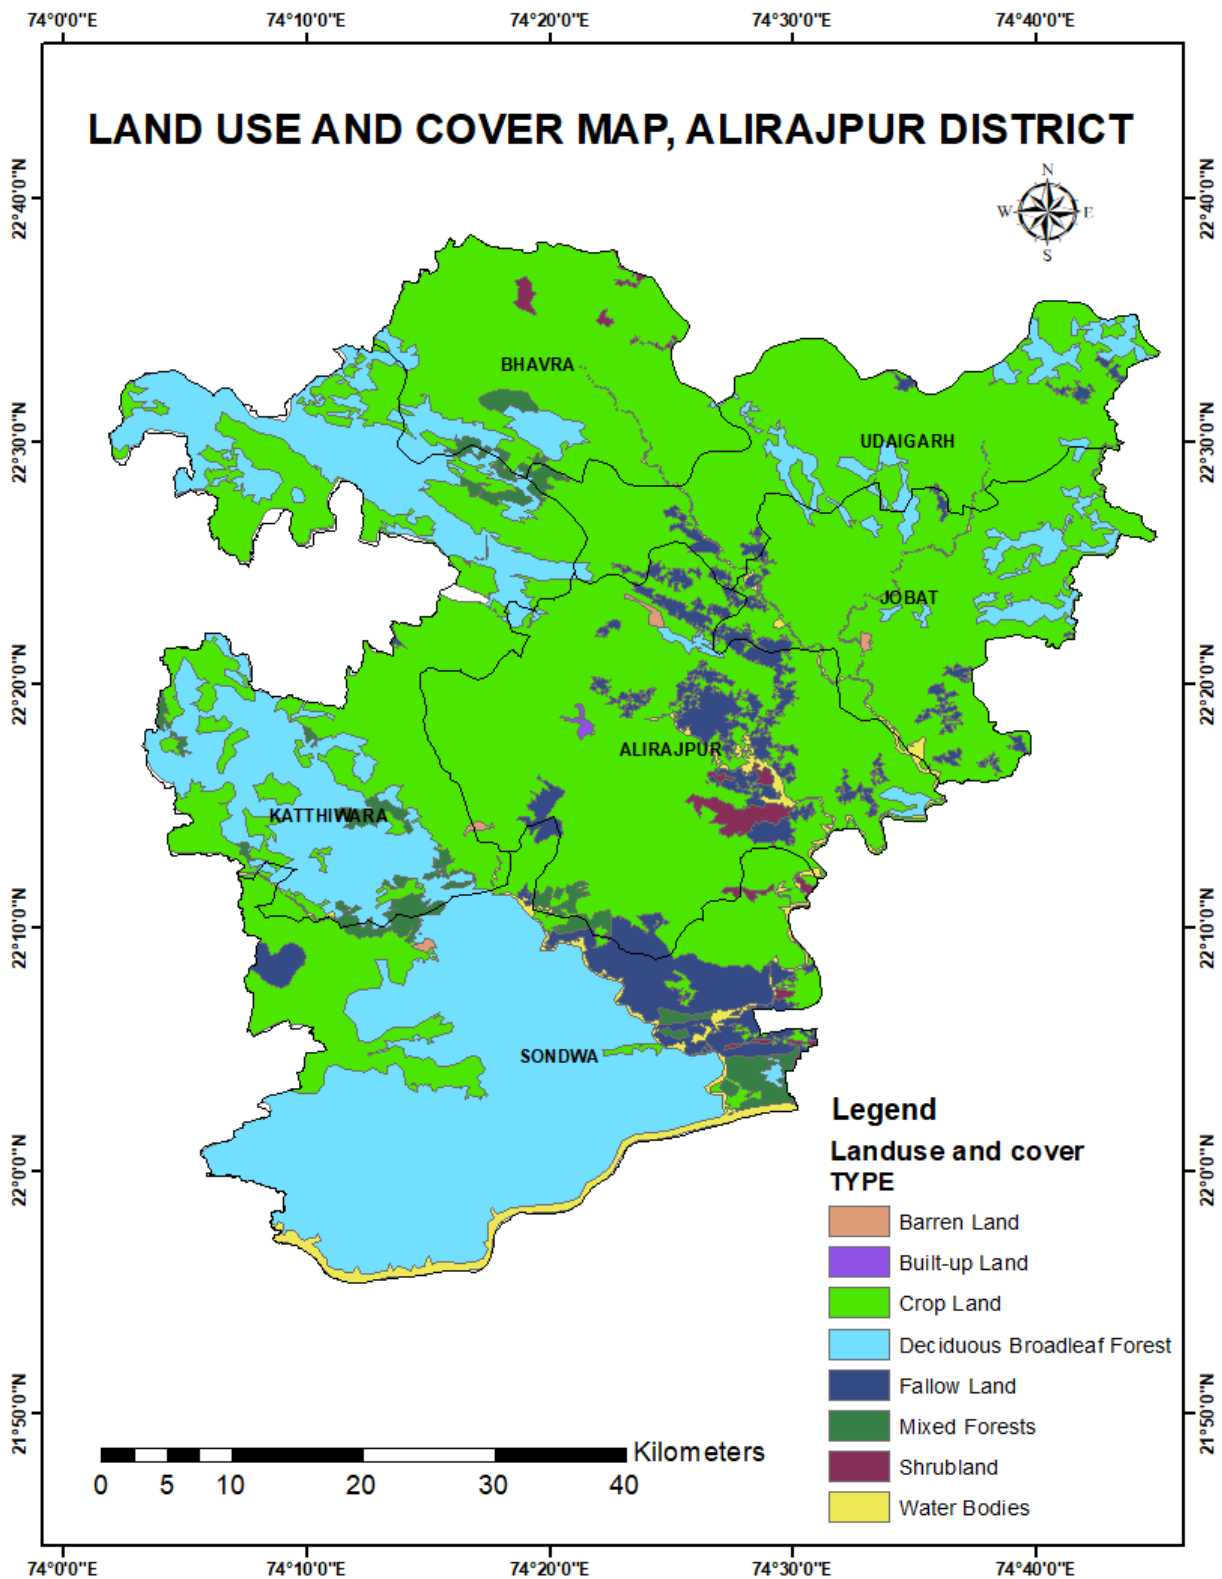 74°0'0"E 74°10'0"E 74°20'0"E 74°30'0"E 74°40'0"E
LAND USE AND COVER MAP, ALIRAJPUR DISTRICT
N
W E
S
22°40'0"N 22°40'0"N
BHAVRA
22°30'0"N 22°30'0"N
UDAIGARH
JOBAT
22°20'0"N 22°20'0"N
ALIRAJPUR
KATTHIWARA
22°10'0"N 22°10'0"N
SONDWA
22°0'0"N 22°0'0"N
Legend
Landuse and cover
TYPE
Barren Land
Built-up Land
Crop Land
Deciduous Broadleaf Forest
Fallow Land
Mixed Forests
Shrubland
Water Bodies
21°50'0"N 21°50'0"N
Kilometers
0 5 10 20 30 40
74°0'0"E 74°10'0"E 74°20'0"E 74°30'0"E 74°40'0"E